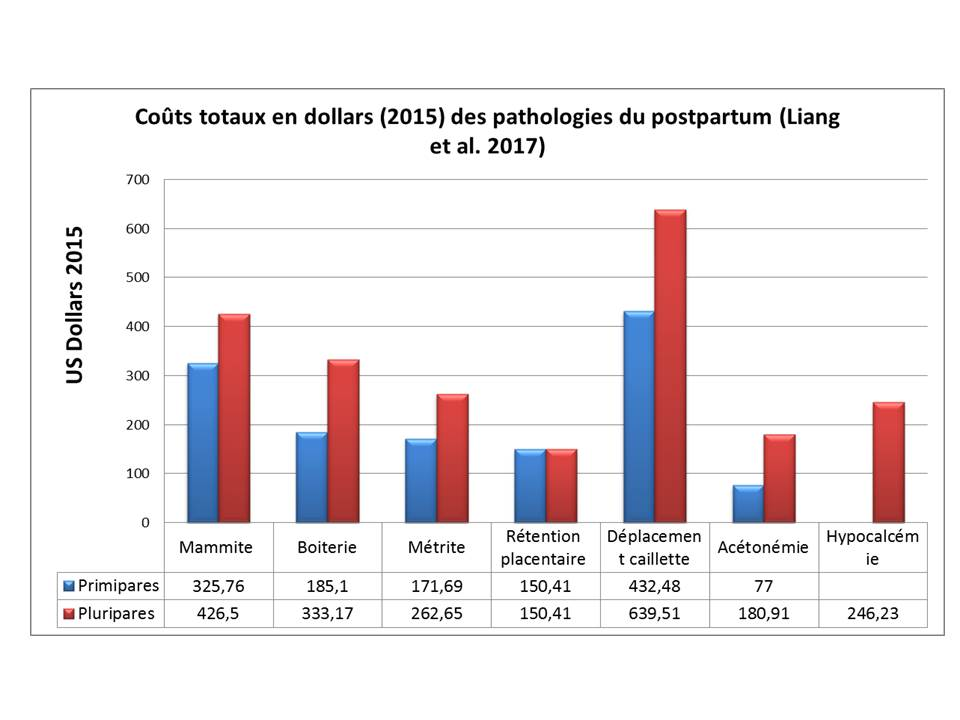 Coûts totaux en dollars (2015) des pathologies du postpartum (Liang
et al. 2017)
US Dollars 2015
700
600
500
400
300
200
100
0
Mammite
Boiterie
Métrite
Rétention
placentaire
Déplacemen
t caillette
Acétonémie
Hypocalcém
ie
Primipares 325,76 185,1 171,69 150,41 432,48 77
Pluripares 426,5 333,17 262,65 150,41 639,51 180,91 246,23